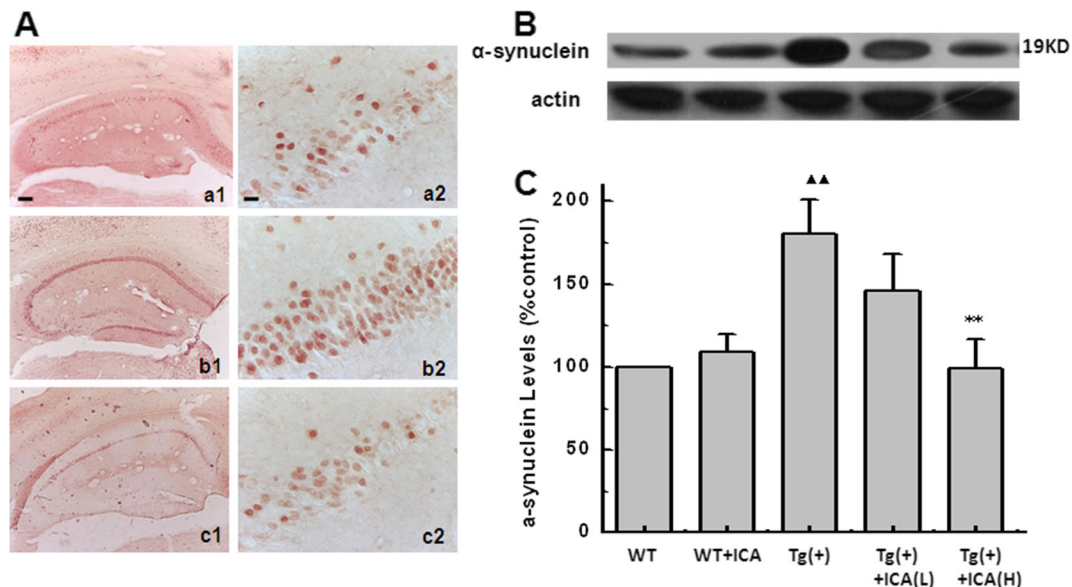 A
a1
a2
b1
b2
c1
c2
B
α-synuclein
19KD
actin
C
a-synuclein Levels (%control)
200
150
100
50
0
▲▲
**
WT
WT+ICA
Tg(+)
Tg(+)
+ICA(L)
Tg(+)
+ICA(H)